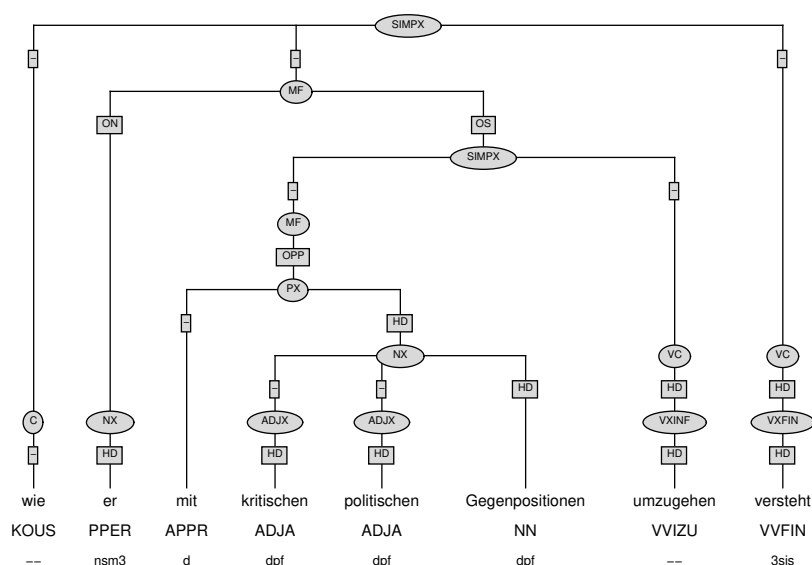 SIMPX
– – –
MF
ON OS
SIMPX
– –
MF
OPP
PX
– HD
NX VC VC
– – HD HD HD
C NX ADJX ADJX VXINF VXFIN
– HD HD HD HD HD
wie er mit kritischen politischen Gegenpositionen umzugehen versteht
KOUS PPER APPR ADJA ADJA NN VVIZU VVFIN
–– nsm3 d dpf dpf dpf –– 3sis